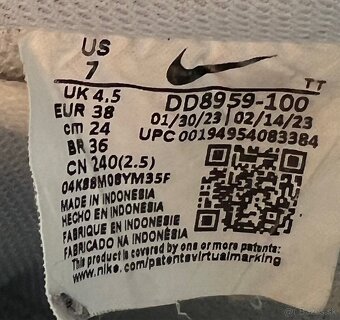 US
7
UK 4.5
EUR 38
cm 24
BR 36
CN 240(2.5)
TT
DD8959-100
01/30/23 02/14/23
UPC 00194954083384
MADE IN INDONESIA
HECHO EN INDONESIA
FABRIQUE EN INDONESIE
FABRICADO NA INDONÉSIA
This product is covered by one or more patents:
www.nike.com/patentsvirtualmarking